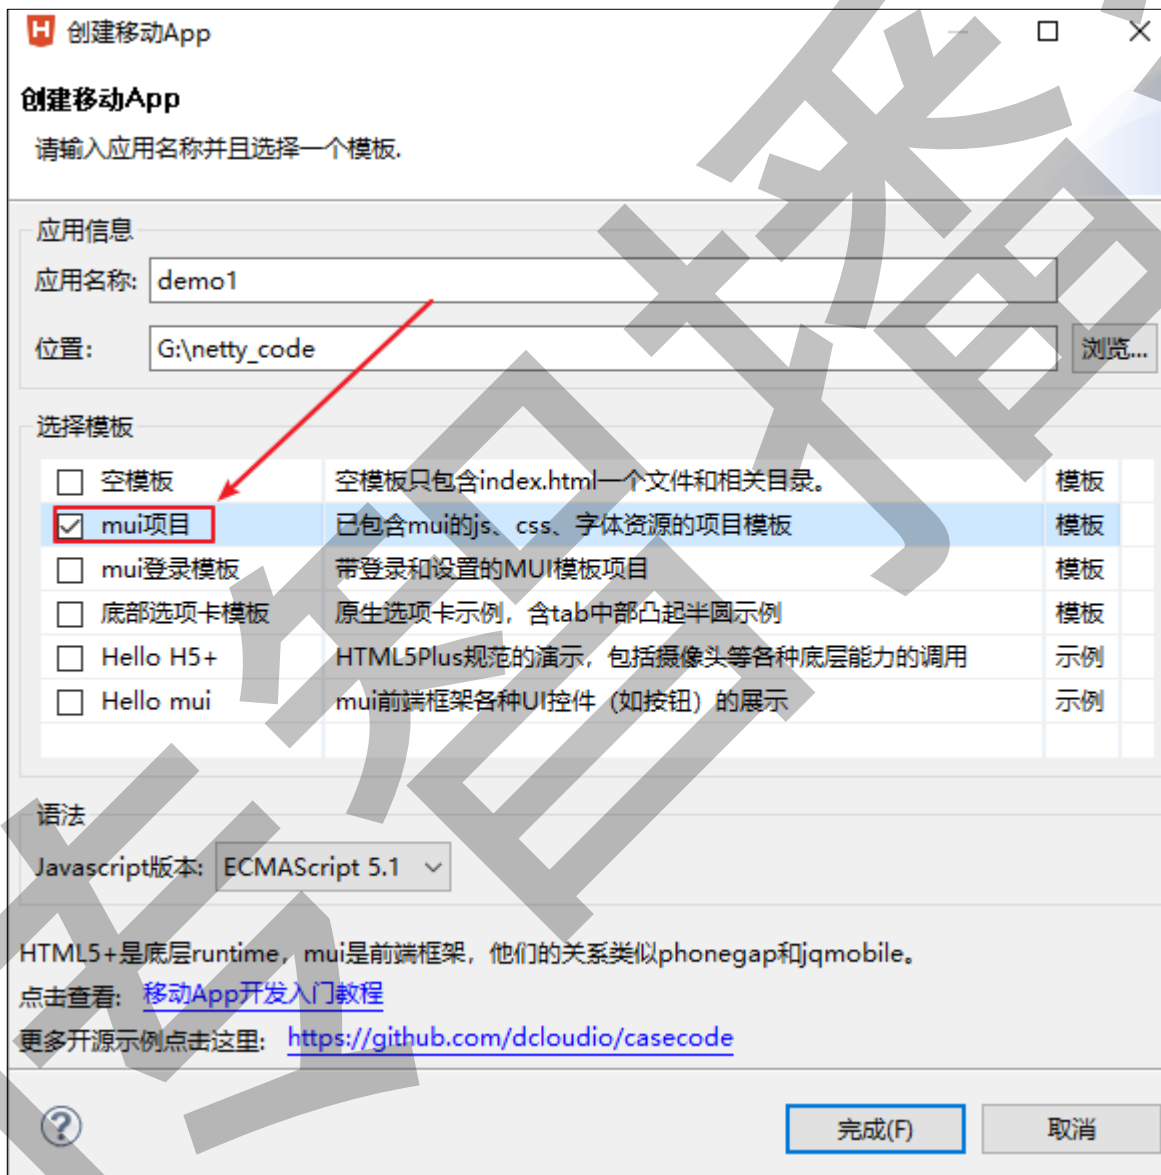 创建移动App
创建移动App
请输入应用名称并且选择一个模板.
应用信息
应用名称: demo1
位置: G:\netty_code 浏览...
选择模板
空模板 空模板只包含index.html一个文件和相关目录。 模板
mui项目 已包含mui的js、css、字体资源的项目模板 模板
mui登录模板 带登录和设置的MUI模板项目 模板
底部选项卡模板 原生选项卡示例，含tab中部凸起半圆示例 模板
Hello H5+ HTML5Plus规范的演示，包括摄像头等各种底层能力的调用 示例
Hello mui mui前端框架各种UI控件（如按钮）的展示 示例
语法
Javascript版本: ECMAScript 5.1
HTML5+是底层runtime，mui是前端框架，他们的关系类似phonegap和jqmobile。
点击查看: 移动App开发入门教程
更多开源示例点击这里: https://github.com/dcloudio/casecode
完成(F) 取消
传智播